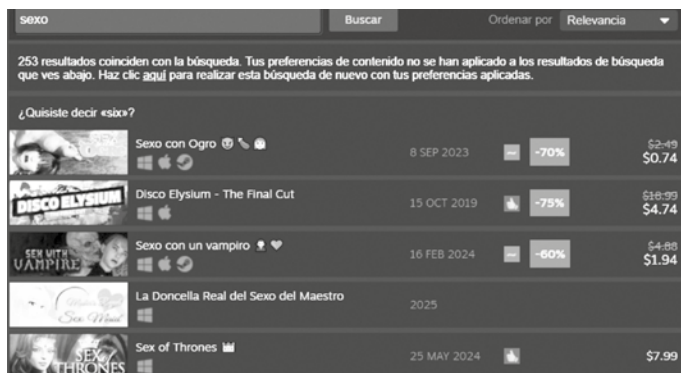 sexo
Buscar
Ordenar por Relevancia
253 resultados coinciden con la búsqueda. Tus preferencias de contenido no se han aplicado a los resultados de búsqueda
que ves abajo. Haz clic aquí para realizar esta búsqueda de nuevo con tus preferencias aplicadas.
¿Quisiste decir «six»?
Sexo con Ogro
8 SEP 2023
-70%
$2.49
$0.74
DISCO ELYSIUM
Disco Elysium - The Final Cut
15 OCT 2019
-75%
$18.99
$4.74
SEX WITH
VAMPIRE
Sexo con un vampiro
16 FEB 2024
-60%
$4.88
$1.94
Sex Maid
La Doncella Real del Sexo del Maestro
2025
SEX
THRONES
Sex of Thrones
25 MAY 2024
$7.99